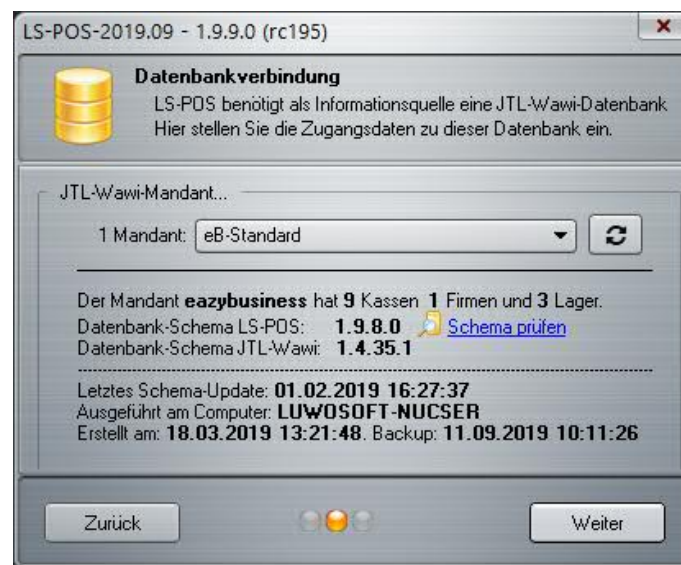 LS-POS-2019.09 - 1.9.9.0 (rc195)
Datenbankverbindung
LS-POS benötigt als Informationsquelle eine JTL-Wawi-Datenbank
Hier stellen Sie die Zugangsdaten zu dieser Datenbank ein.
JTL-Wawi-Mandant...
1 Mandant: eB-Standard
Der Mandant eazybusiness hat 9 Kassen 1 Firmen und 3 Lager.
Datenbank-Schema LS-POS: 1.9.8.0 Schema prüfen
Datenbank-Schema JTL-Wawi: 1.4.35.1
Letztes Schema-Update: 01.02.2019 16:27:37
Ausgeführt am Computer: LUWOSOFT-NUCSER
Erstellt am: 18.03.2019 13:21:48. Backup: 11.09.2019 10:11:26
Zurück Weiter